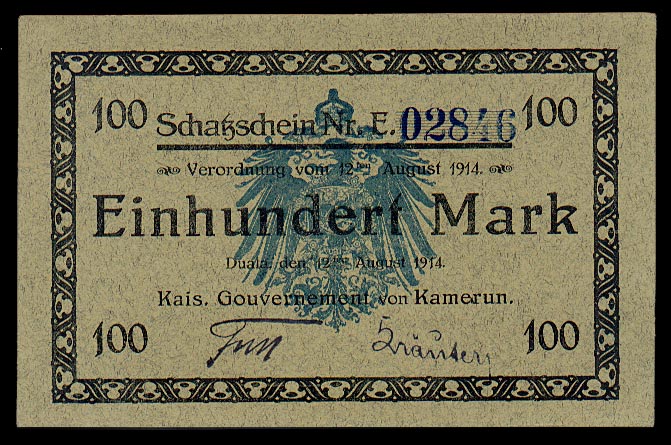 100 Schatzschein Nr. E. 02846 100
Verordnung vom 12ten August 1914.
Einhundert Mark
Duala, den 12ten August 1914.
Kais. Gouvernement von Kamerun.
100 100